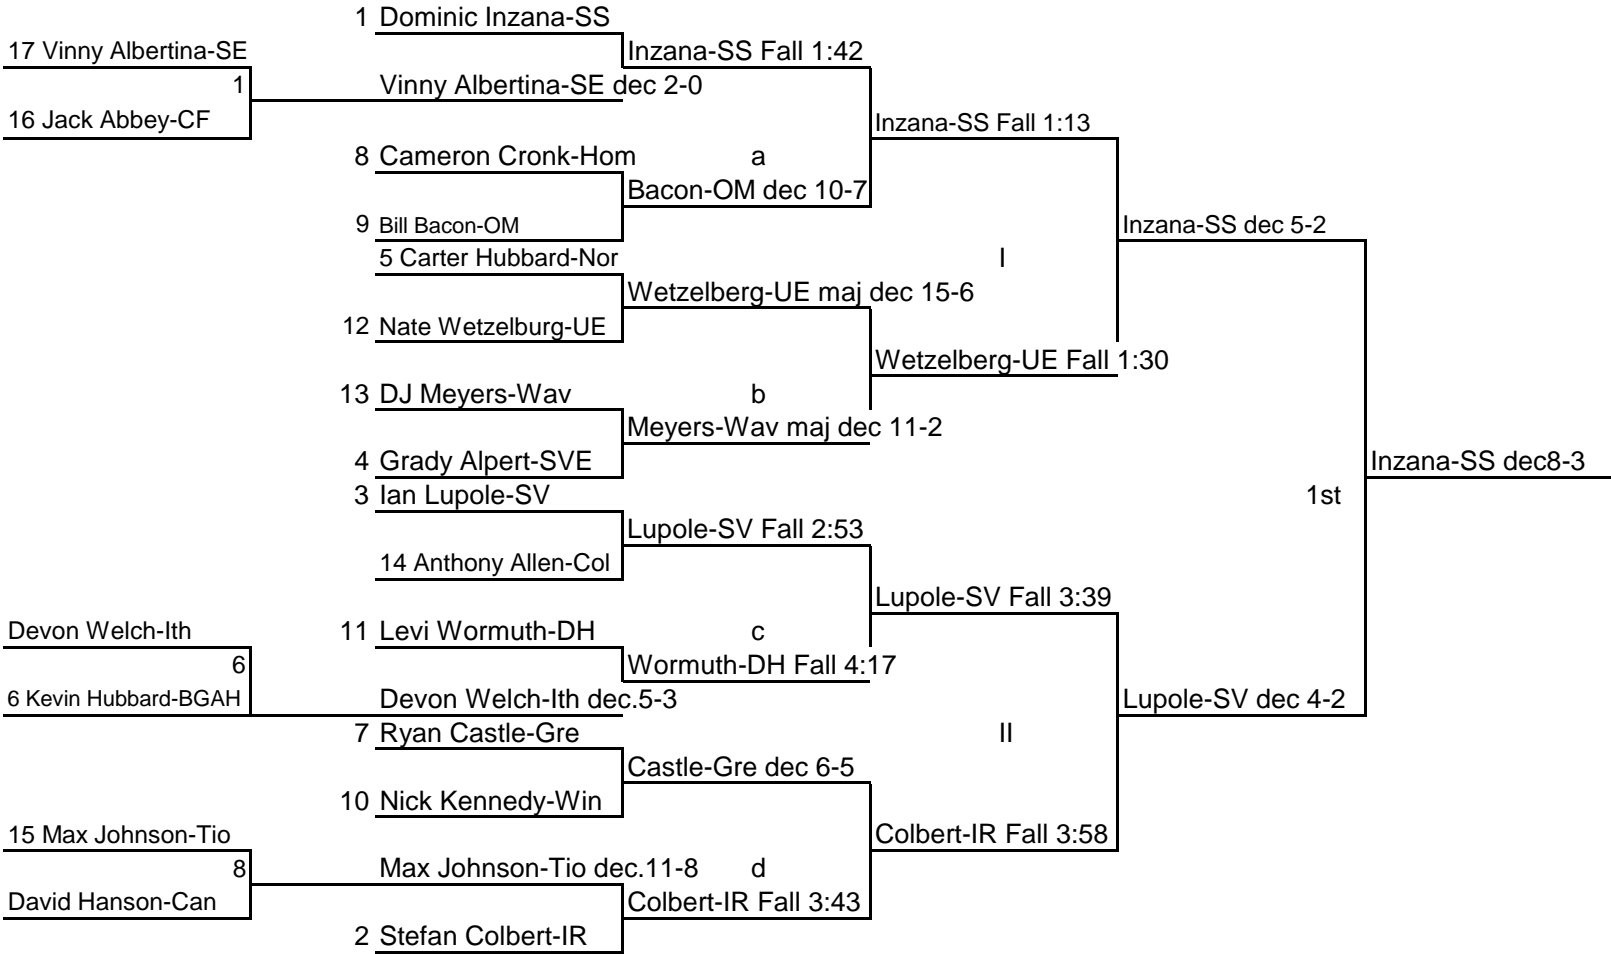 1 Dominic Inzana-SS
17 Vinny Albertina-SE
Inzana-SS Fall 1:42
1
Vinny Albertina-SE dec 2-0
16 Jack Abbey-CF
Inzana-SS Fall 1:13
8 Cameron Cronk-Hom
a
Bacon-OM dec 10-7
9 Bill Bacon-OM
Inzana-SS dec 5-2
5 Carter Hubbard-Nor
I
Wetzelberg-UE maj dec 15-6
12 Nate Wetzelburg-UE
Wetzelberg-UE Fall 1:30
13 DJ Meyers-Wav
b
Meyers-Wav maj dec 11-2
4 Grady Alpert-SVE
Inzana-SS dec8-3
3 Ian Lupole-SV
1st
Lupole-SV Fall 2:53
14 Anthony Allen-Col
Lupole-SV Fall 3:39
Devon Welch-Ith
11 Levi Wormuth-DH
c
6
Wormuth-DH Fall 4:17
6 Kevin Hubbard-BGAH
Devon Welch-Ith dec.5-3
Lupole-SV dec 4-2
7 Ryan Castle-Gre
II
Castle-Gre dec 6-5
10 Nick Kennedy-Win
15 Max Johnson-Tio
Colbert-IR Fall 3:58
8
Max Johnson-Tio dec.11-8
d
David Hanson-Can
Colbert-IR Fall 3:43
2 Stefan Colbert-IR